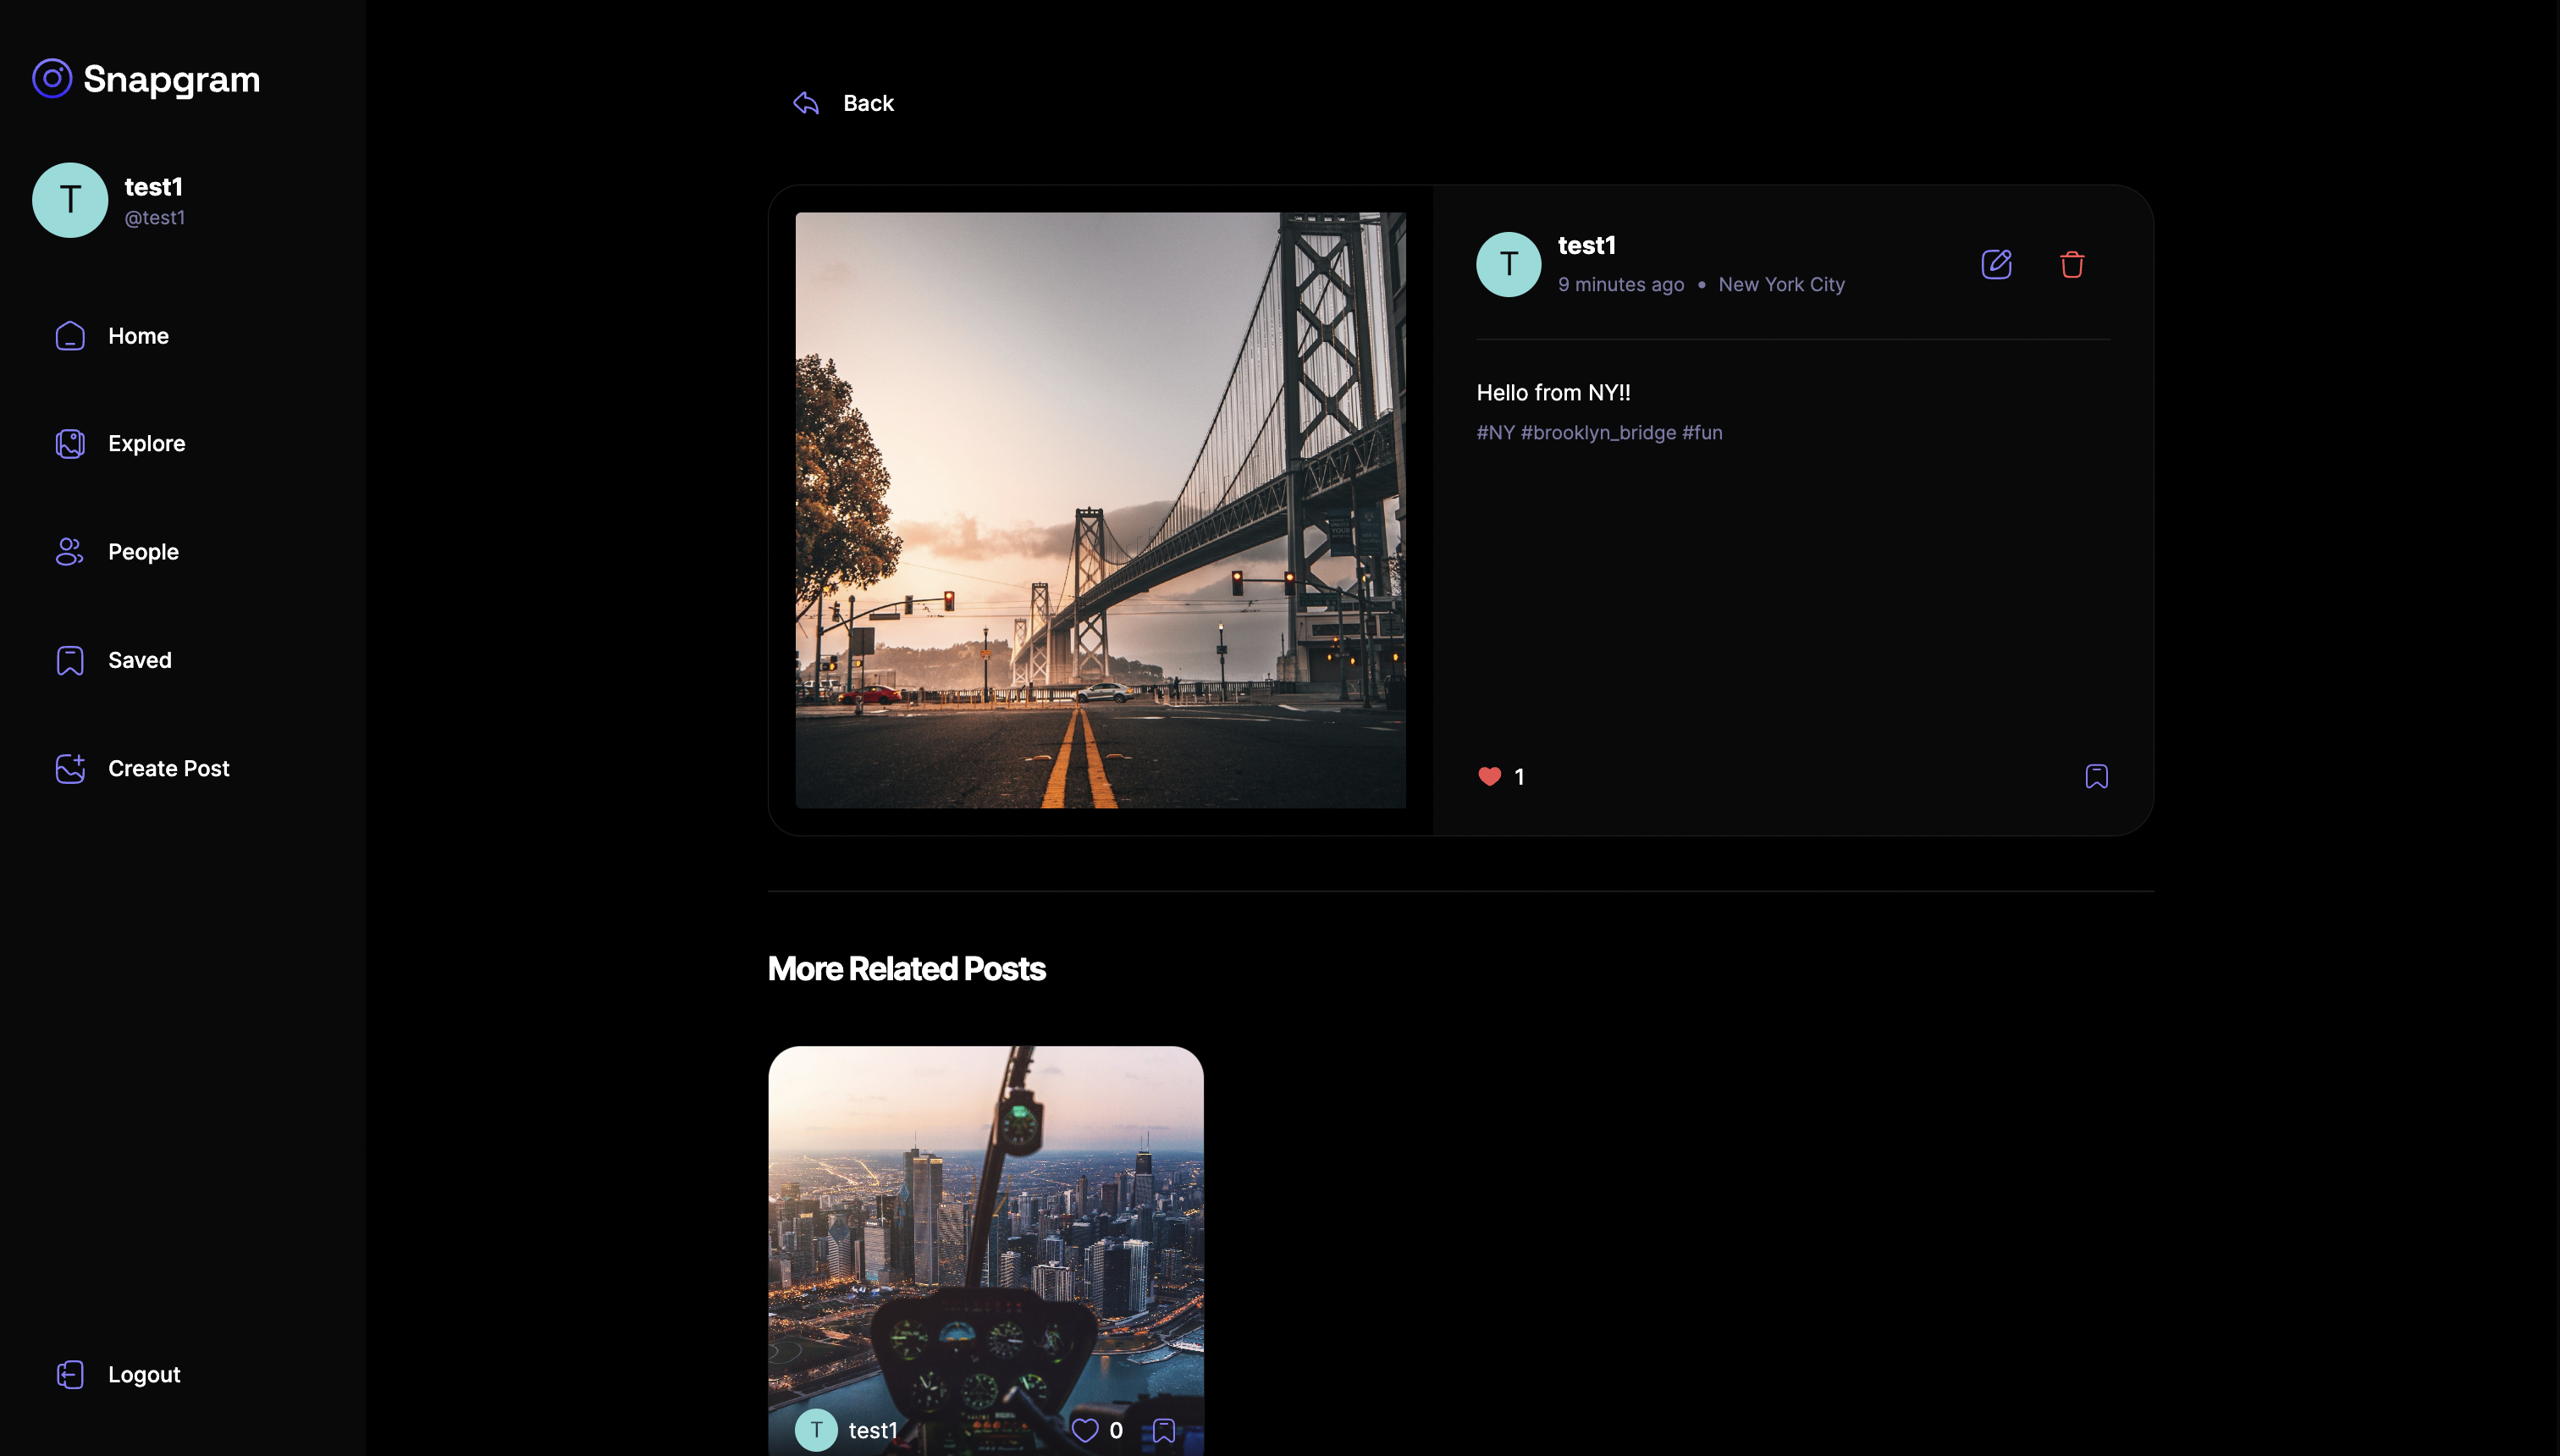 Snapgram
T
test1
@test1
Home
Explore
People
Saved
Create Post
Logout
Back
T
test1
9 minutes ago • New York City
Hello from NY!!
#NY #brooklyn_bridge #fun
1
More Related Posts
T
test1
0